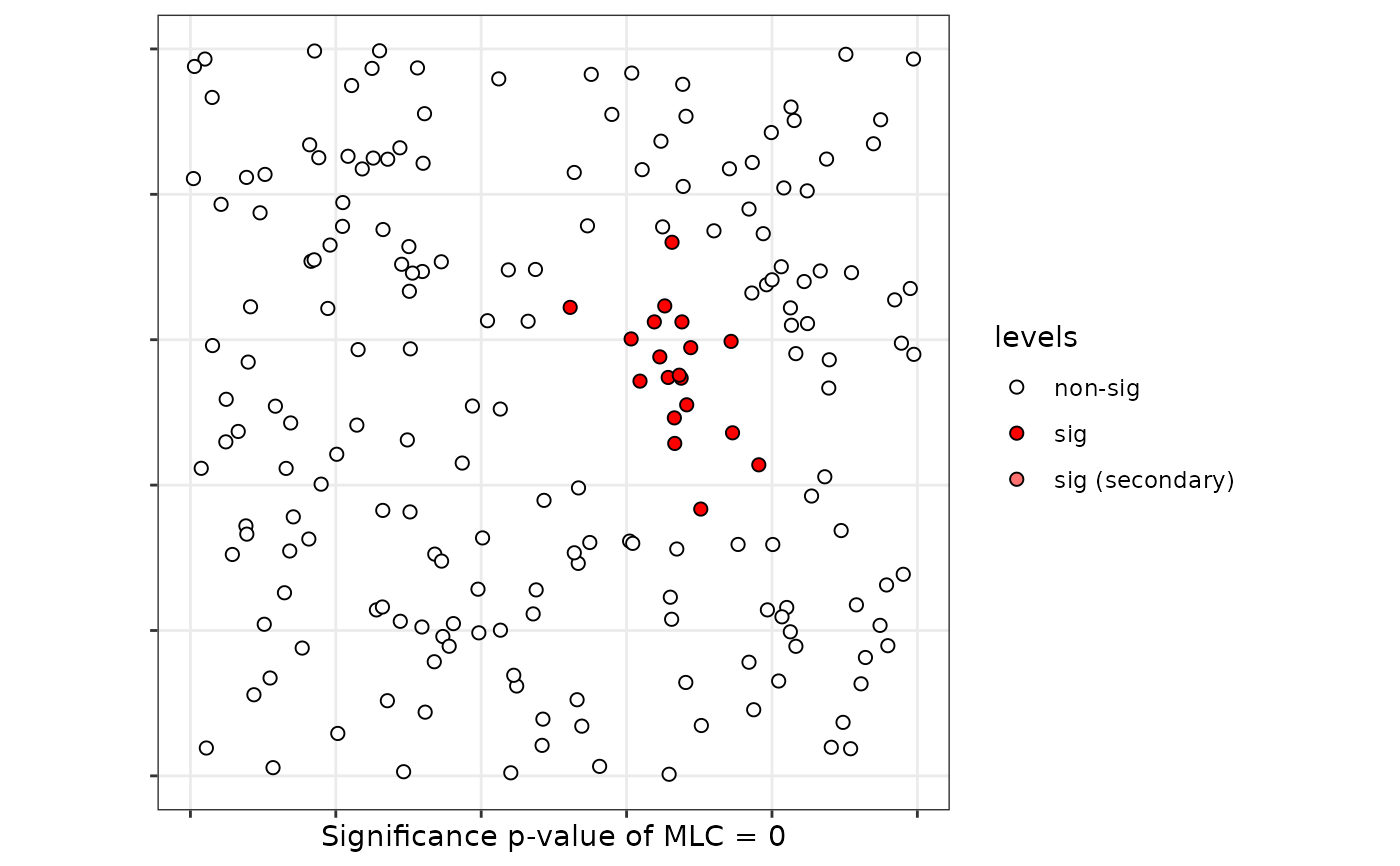 levels
non-sig
sig
sig (secondary)
Significance p-value of MLC = 0